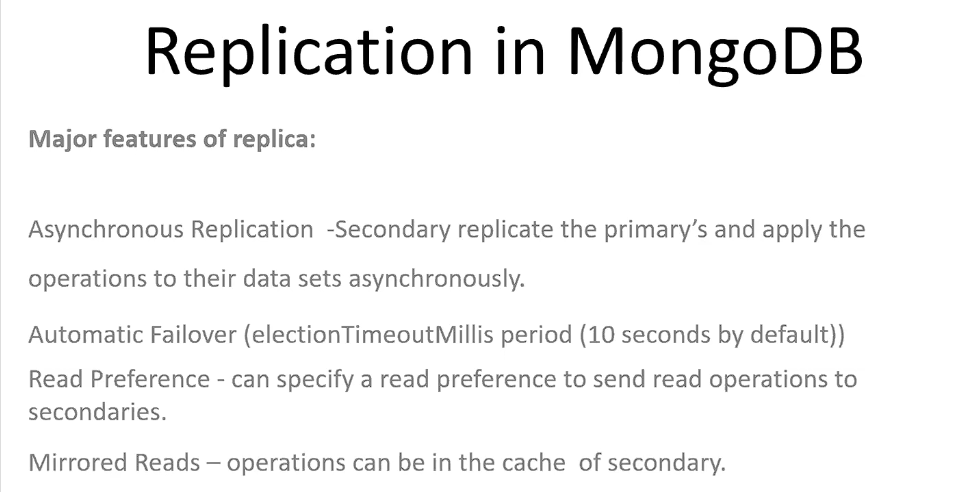 Replication in MongoDB
Major features of replica:
Asynchronous Replication  -Secondary replicate the primary’s and apply the
operations to their data sets asynchronously.
Automatic Failover (electionTimeoutMillis period (10 seconds by default))
Read Preference - can specify a read preference to send read operations to
secondaries.
Mirrored Reads – operations can be in the cache  of secondary.